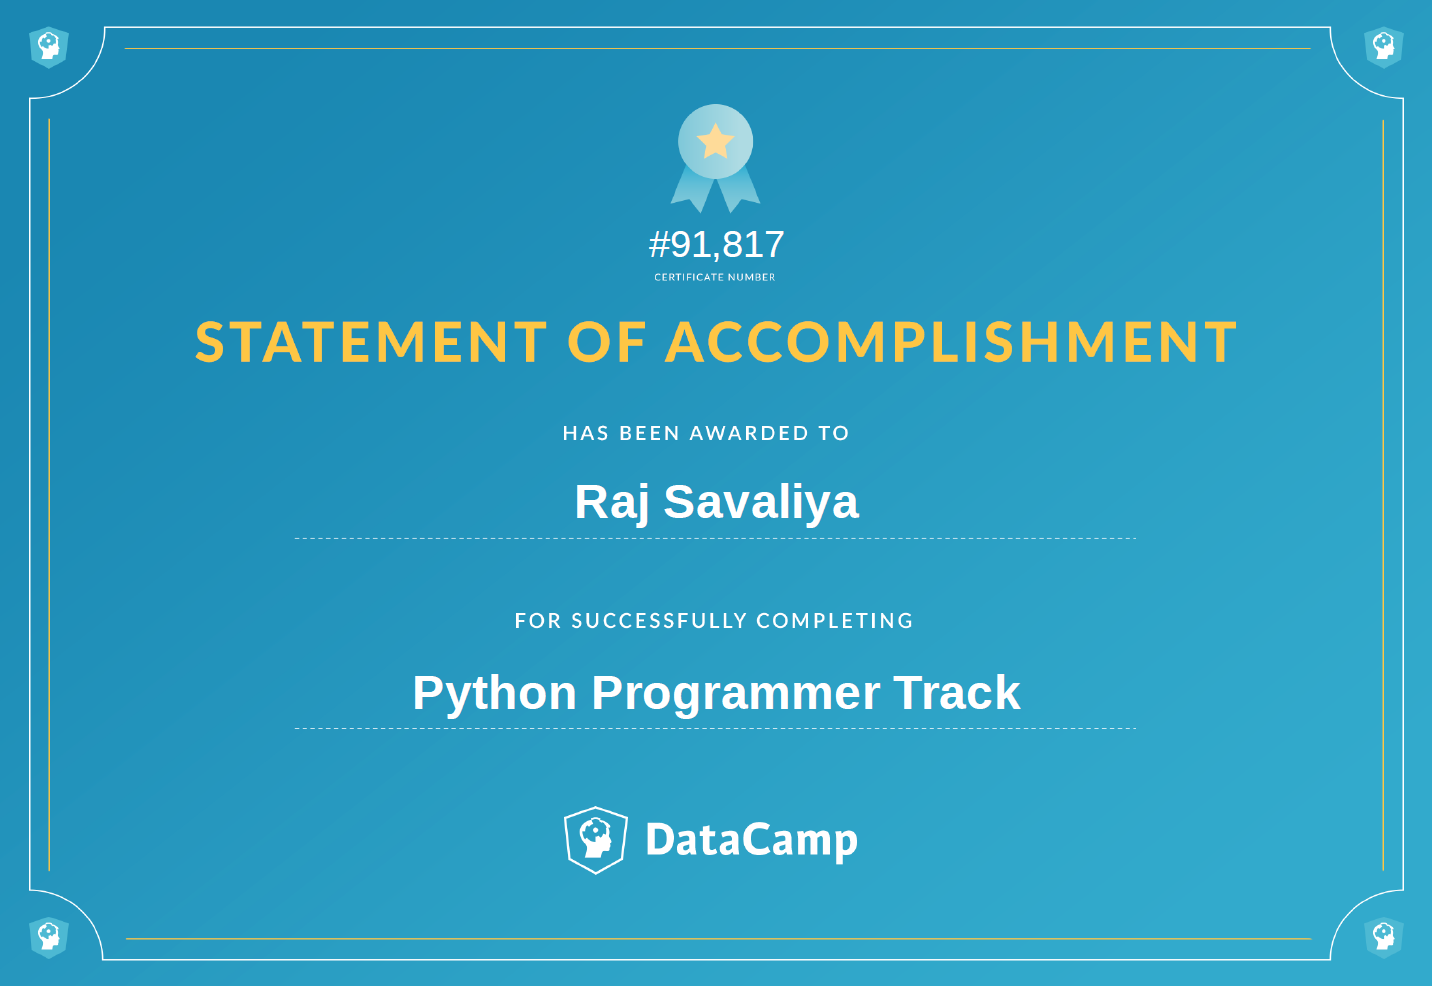 #91,817
CERTIFICATE NUMBER
STATEMENT OF ACCOMPLISHMENT
HAS BEEN AWARDED TO
Raj Savaliya
FOR SUCCESSFULLY COMPLETING
Python Programmer Track
DataCamp